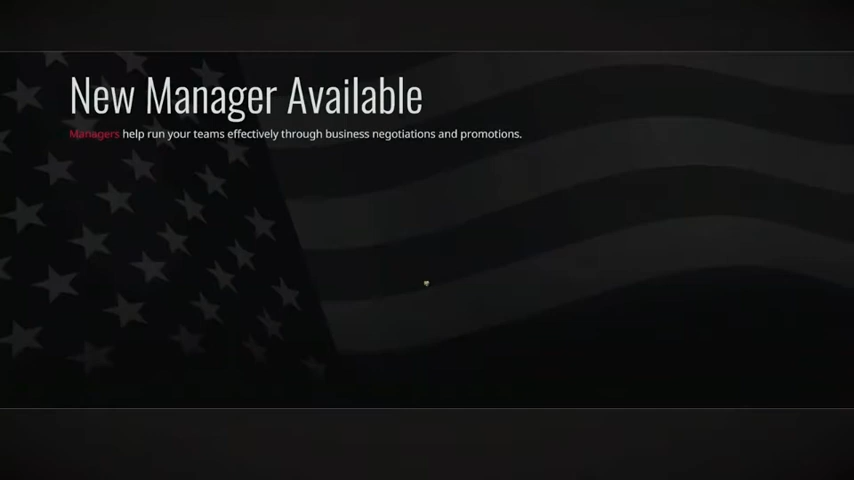 New Manager Available
Managers help run your teams effectively through business negotiations and promotions.